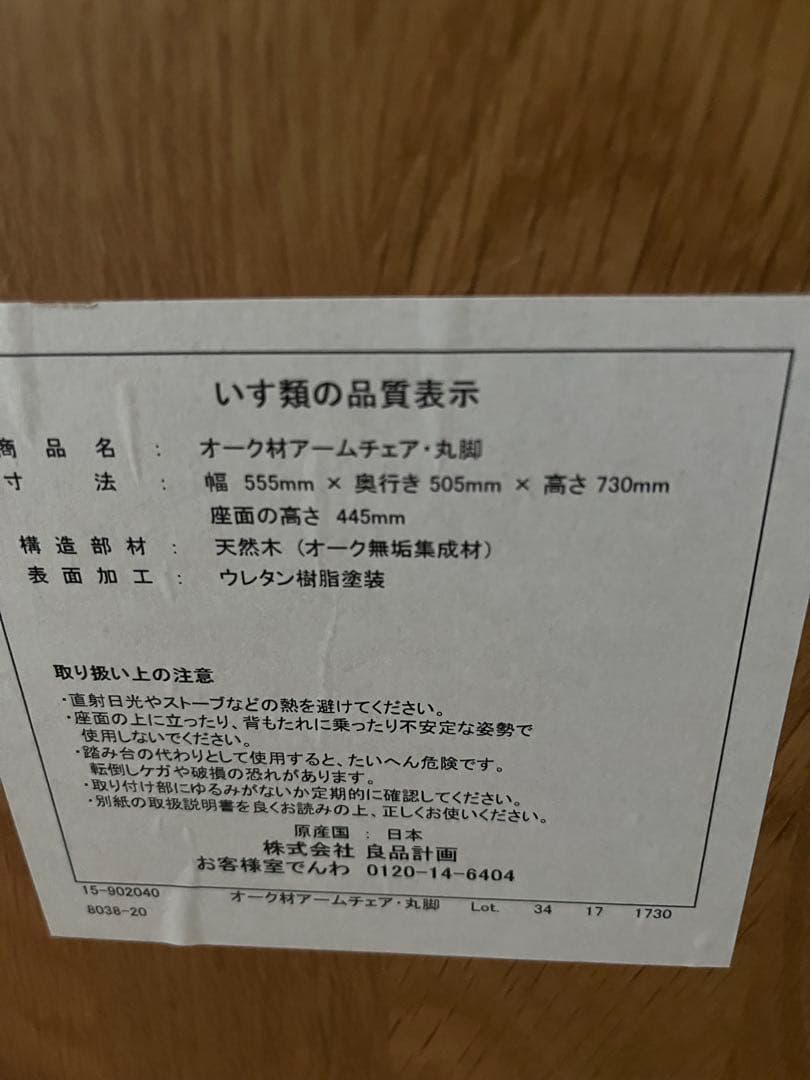 いす類の品質表示
商品名 : オーク材アームチェア・丸脚
寸法 : 幅 555mm × 奥行き 505mm × 高さ 730mm
座面の高さ 445mm
構造部材 : 天然木 (オーク無垢集成材)
表面加工 : ウレタン樹脂塗装
取り扱い上の注意
・直射日光やストーブなどの熱を避けてください。
・座面の上に立ったり、背もたれに乗ったり不安定な姿勢で
使用しないでください。
・踏み台の代わりとして使用すると、たいへん危険です。
転倒しケガや破損の恐れがあります。
・取り付け部にゆるみがないか定期的に確認してください。
・別紙の取扱説明書を良くお読みの上、正しくお使いください。
原産国 : 日本
株式会社 良品計画
お客様室でんわ 0120-14-6404
15-902040 オーク材アームチェア・丸脚 Lot. 34 17 1730
8038-20